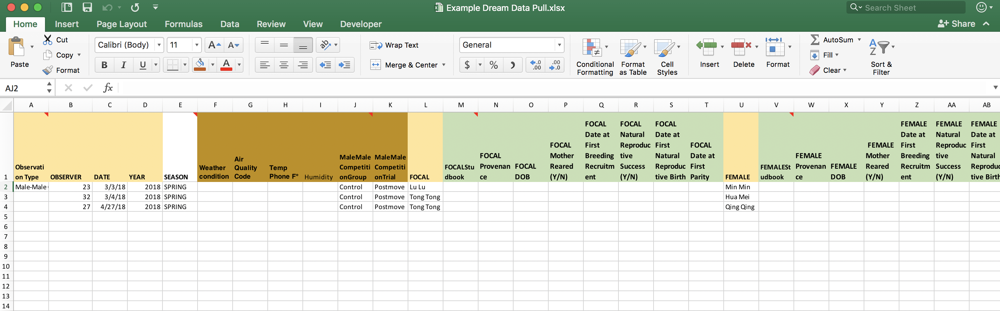 Example Dream Data Pull.xlsx
Search Sheet
Home Insert Page Layout Formulas Data Review View Developer
Share
Paste
Cut
Copy
Format
Calibri (Body) 11
B I U
Wrap Text
Merge & Center
General
$ %
Conditional Formatting
Format as Table
Cell Styles
Insert
Delete
Format
AutoSum
Fill
Clear
Sort & Filter
AJ2
fx
A B C D E F G H I J K L M N O P Q R S T U V W X Y Z AA AB
1
Observati
on Type
OBSERVER
DATE
YEAR
SEASON
Weather
condition
Air
Quality
Code
Temp
Phone F°
Humidity
MaleMale
Competiti
onGroup
MaleMale
Competiti
onTrial
FOCAL
FOCALStu
dbook
FOCAL
Provenan
ce
FOCAL
DOB
FOCAL
Mother
Reared
(Y/N)
FOCAL
Date at
First
Breeding
Recruitm
ent
FOCAL
Natural
Reproduc
tive
Success
(Y/N)
FOCAL
Date at
First
Natural
Reproduc
tive Birth
FOCAL
Date at
First
Parity
FEMALE
FEMALESt
udbook
FEMALE
Provenan
ce
FEMALE
DOB
FEMALE
Mother
Reared
(Y/N)
FEMALE
Date at
First
Breeding
Recruitm
ent
FEMALE
Natural
Reproduc
tive
Success
(Y/N)
FEMALE
Date at
First
Natural
Reproduc
tive Birth
2 Male-Male 23 3/3/18 2018 SPRING Control Postmove Lu Lu Min Min
3 32 3/4/18 2018 SPRING Control Postmove Tong Tong Hua Mei
4 27 4/27/18 2018 SPRING Control Postmove Tong Tong Qing Qing
5
6
7
8
9
10
11
12
13
14